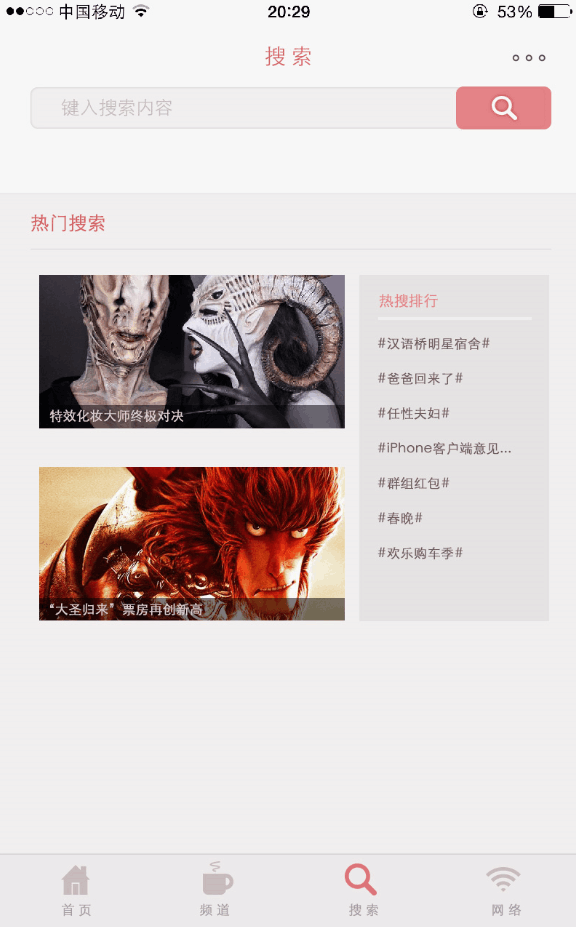 中国移动 20:29 53%
搜索
键入搜索内容
热门搜索
特效化妆大师终极对决
“大圣归来”票房再创新高
热搜排行
#汉语桥明星宿舍#
#爸爸回来了#
#任性夫妇#
#iPhone客户端意见...
#群组红包#
#春晚#
#欢乐购车季#
首页 频道 搜索 网络